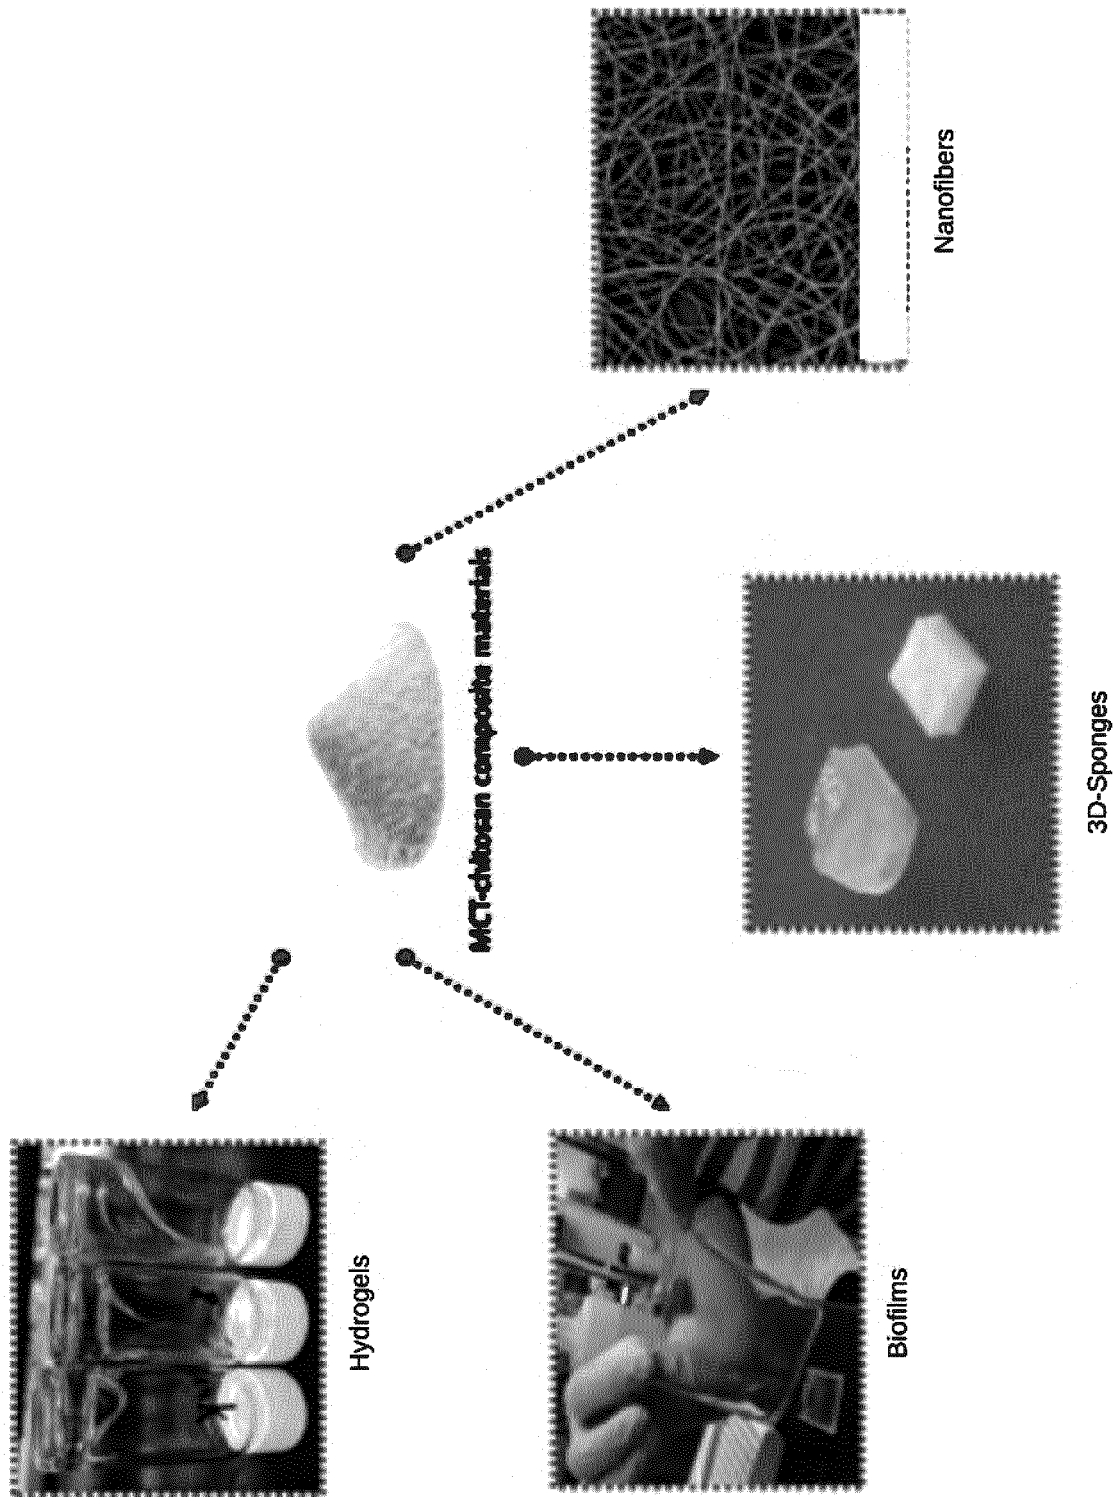 Hydrogels
MCT-chitosan composite materials
Biofilms
3D-Sponges
Nanofibers